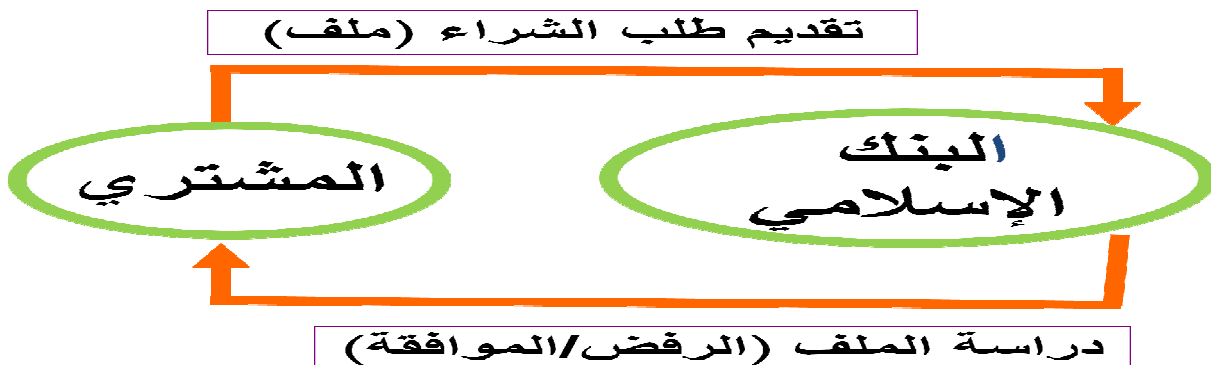 تقديم طلب الشراء (ملف)
البنك
الإسلامي
المشتري
دراسة الملف (الرفض/الموافقة)